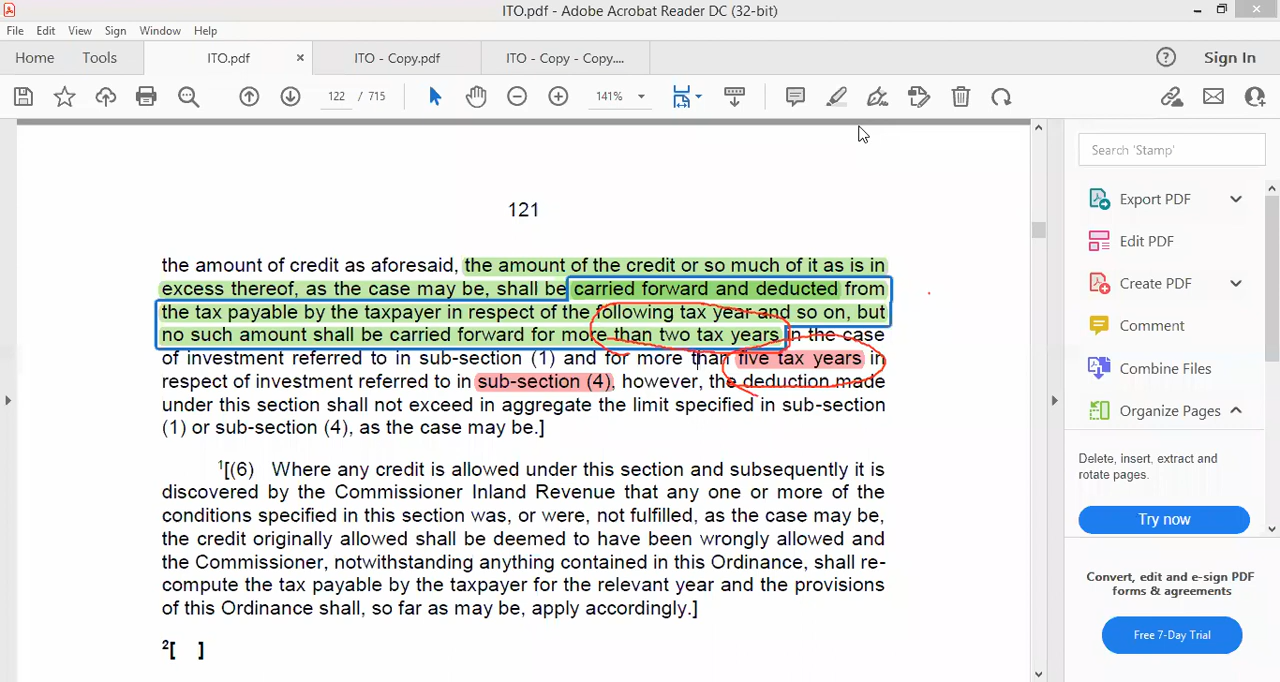 ITO.pdf - Adobe Acrobat Reader DC (32-bit)
File Edit View Sign Window Help
Home Tools ITO.pdf × ITO - Copy.pdf ITO - Copy - Copy.... ? Sign In
122 / 715 141%
Search 'Stamp'
Export PDF
Edit PDF
Create PDF
Comment
Combine Files
Organize Pages
Delete, insert, extract and
rotate pages.
Try now
Convert, edit and e-sign PDF
forms & agreements
Free 7-Day Trial
121
the amount of credit as aforesaid, the amount of the credit or so much of it as is in
excess thereof, as the case may be, shall be carried forward and deducted from
the tax payable by the taxpayer in respect of the following tax year and so on, but
no such amount shall be carried forward for more than two tax years in the case
of investment referred to in sub-section (1) and for more than five tax years in
respect of investment referred to in sub-section (4), however, the deduction made
under this section shall not exceed in aggregate the limit specified in sub-section
(1) or sub-section (4), as the case may be.]
1[(6) Where any credit is allowed under this section and subsequently it is
discovered by the Commissioner Inland Revenue that any one or more of the
conditions specified in this section was, or were, not fulfilled, as the case may be,
the credit originally allowed shall be deemed to have been wrongly allowed and
the Commissioner, notwithstanding anything contained in this Ordinance, shall re-
compute the tax payable by the taxpayer for the relevant year and the provisions
of this Ordinance shall, so far as may be, apply accordingly.]
2[ ]